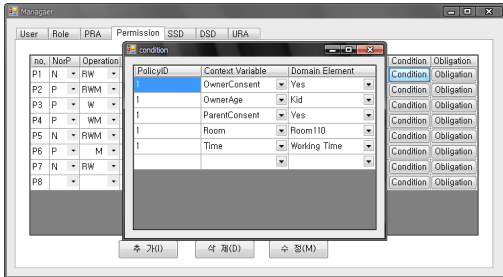 Managaer
User Role PRA Permission SSD DSD URA
condition
no, NorP Operation Condition Obligation
PolicyID Context Variable Domain Element
P1 N RW Condition Obligation
1 OwnerConsent Yes
P2 P RWM Condition Obligation
1 OwnerAge Kid
P3 P W Condition Obligation
1 ParentConsent Yes
P4 P WM Condition Obligation
1 Room Room110
P5 N RWM Condition Obligation
1 Time Working Time
P6 P M Condition Obligation
P7 N RW Condition Obligation
P8 Condition Obligation
추 가(I) 삭 제(D) 수 정(M)